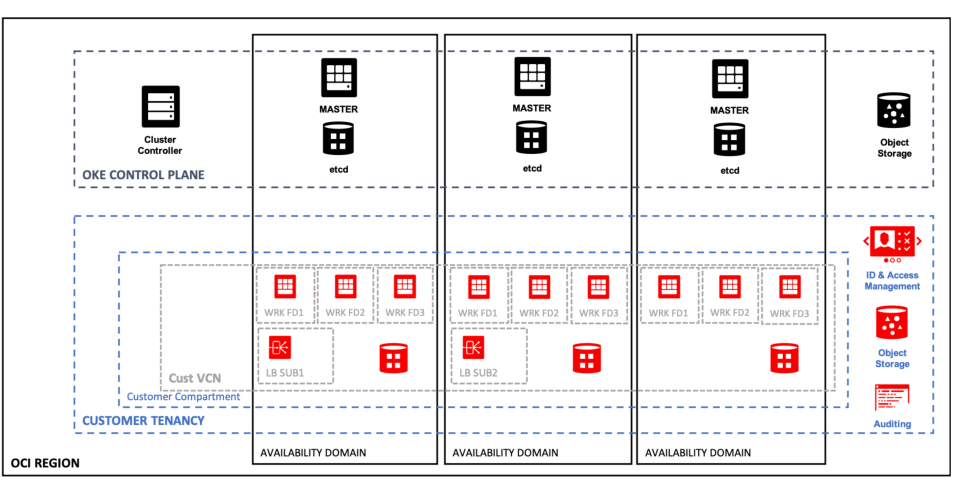 MASTER
MASTER
MASTER
Cluster
Controller
Object
Storage
etcd
etcd
etcd
OKE CONTROL PLANE
ID & Access
Management
WRK FD1
WRK FD2
WRK FD3
WRK FD1
WRK FD2
WRK FD3
WRK FD1
WRK FD2
WRK FD3
Object
Storage
LB SUB1
LB SUB2
Cust VCN
Customer Compartment
CUSTOMER TENANCY
Auditing
AVAILABILITY DOMAIN
AVAILABILITY DOMAIN
AVAILABILITY DOMAIN
OCI REGION